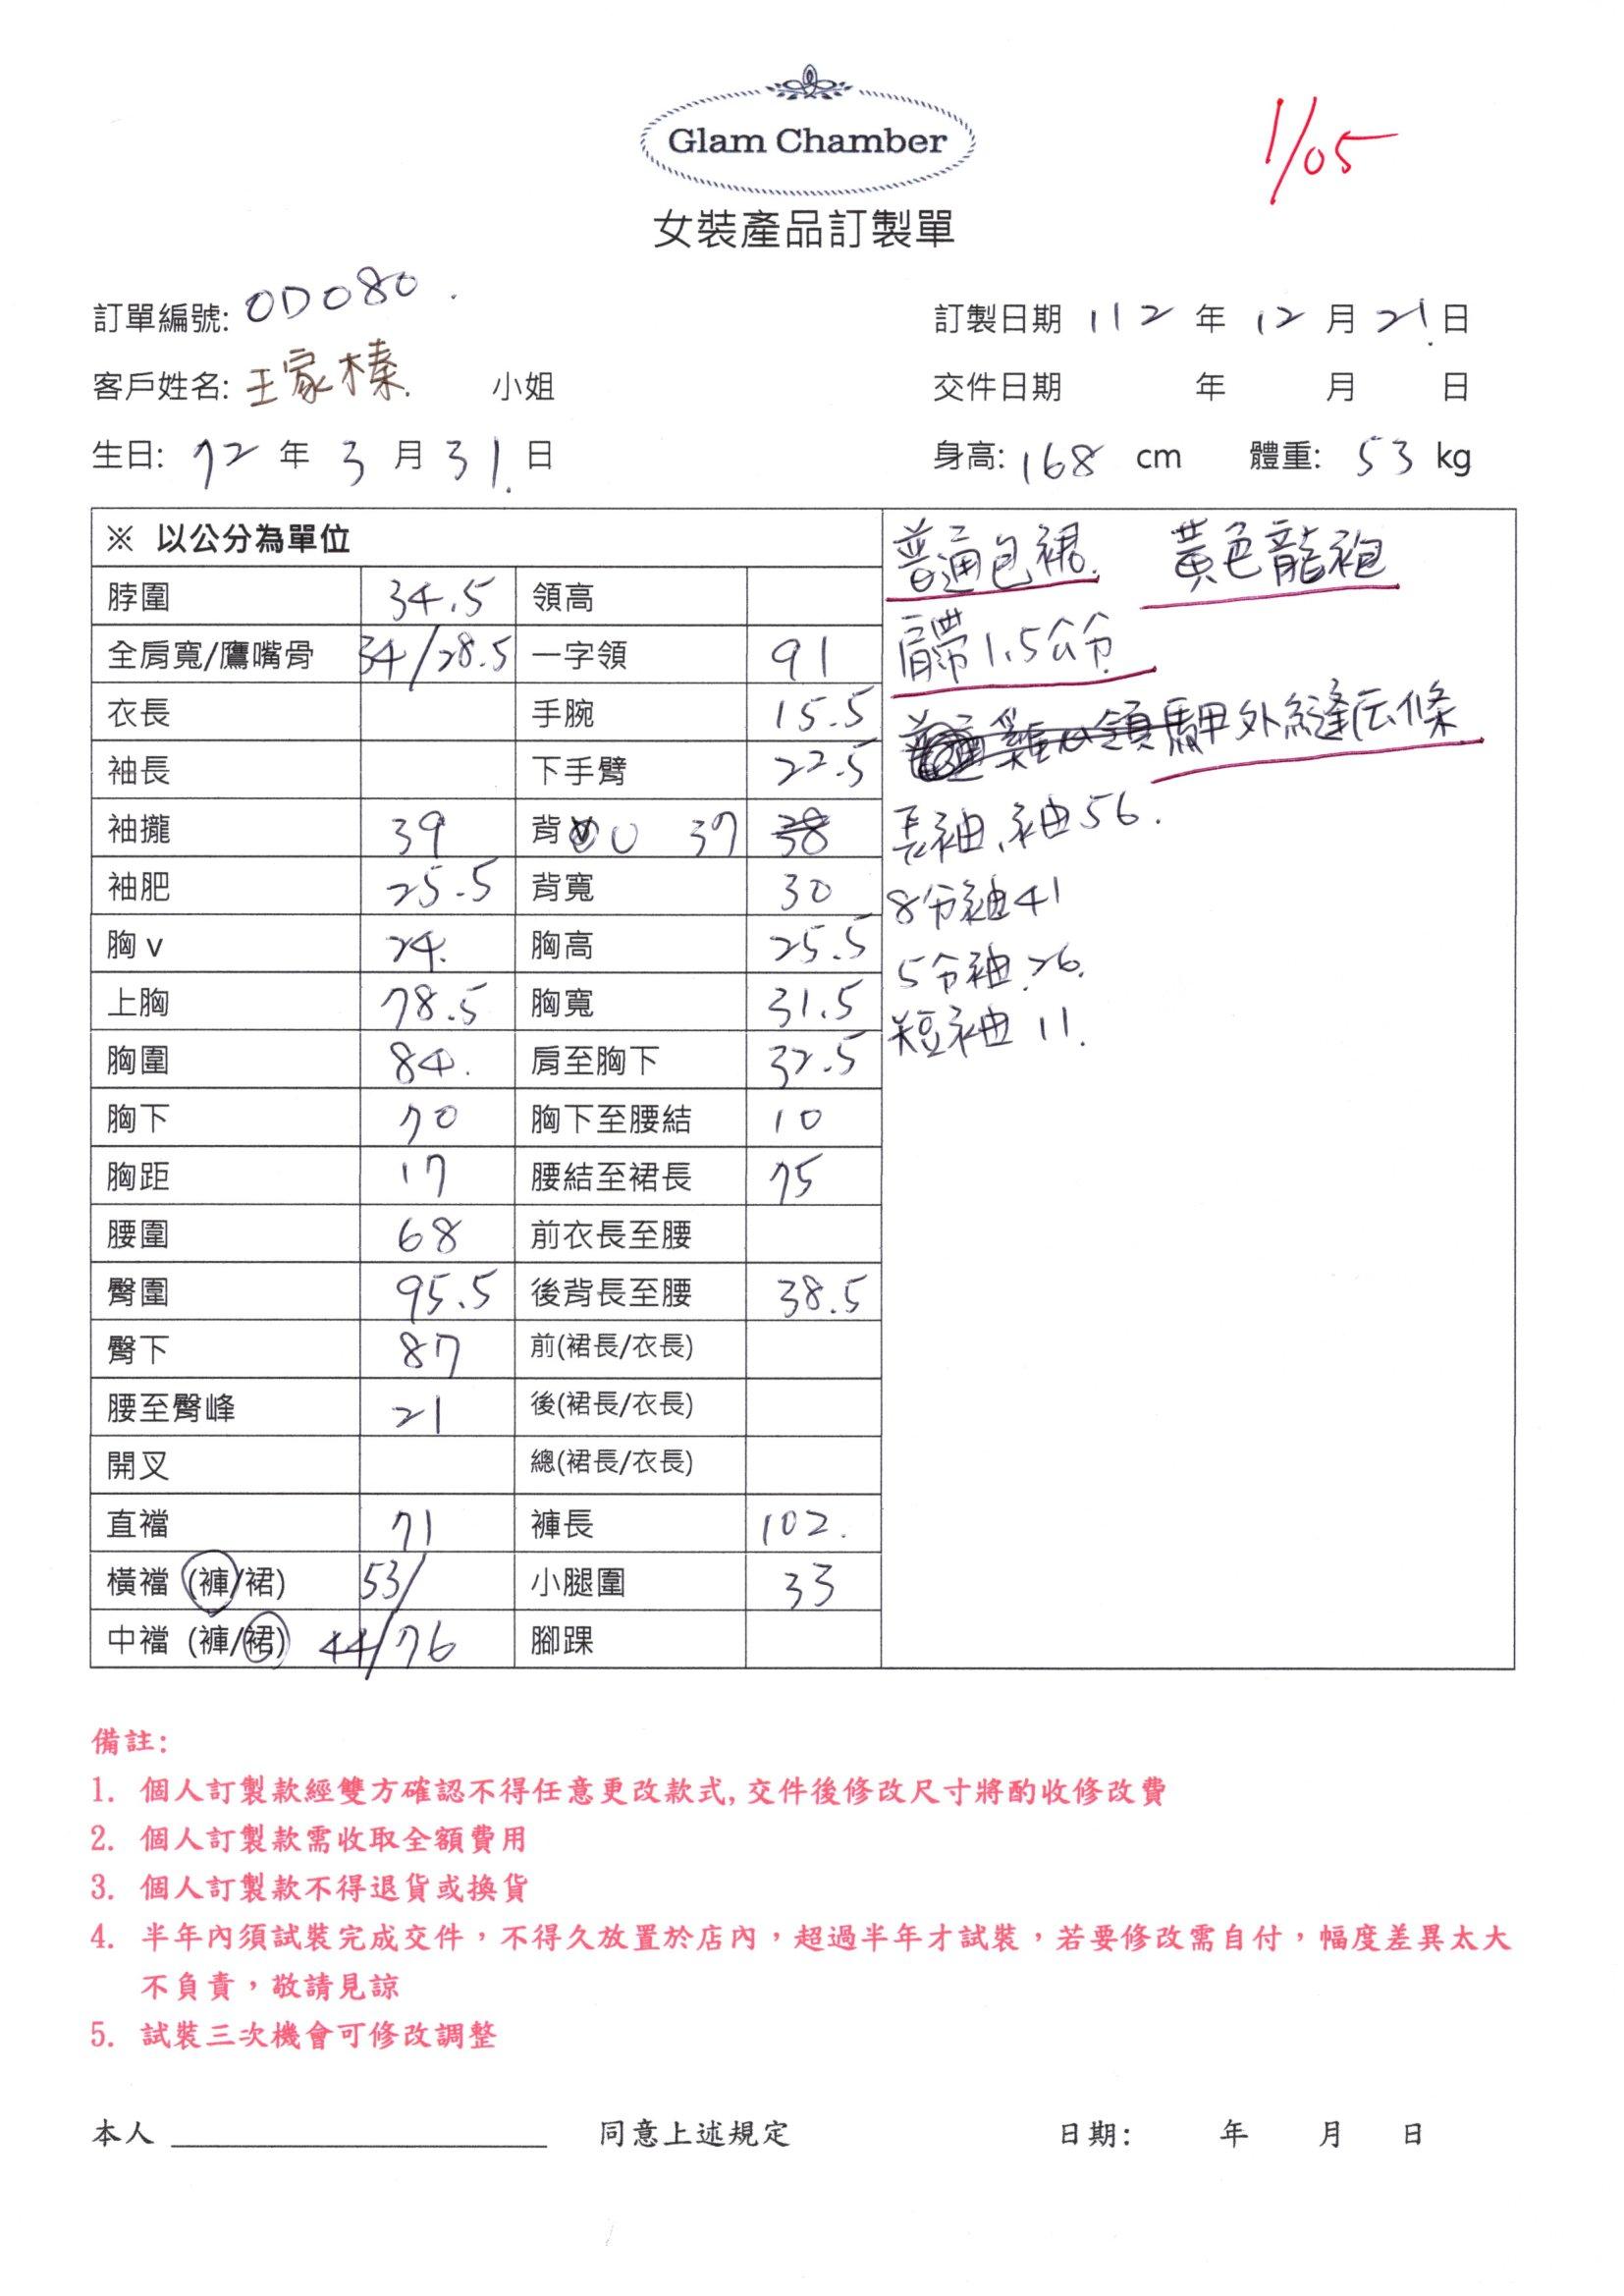 Glam Chamber
1/05
女裝產品訂製單
訂單編號: OD080.
訂製日期 112 年 12 月 21 日
客戶姓名: 王家榛 小姐
交件日期 年 月 日
生日: 72 年 3 月 31 日
身高: 168 cm 體重: 53 kg
※ 以公分為單位
脖圍 34.5 領高
全肩寬/鷹嘴骨 34/28.5 一字領 91
衣長 手腕 15.5
袖長 下手臂 22.5
袖攏 39 背 U 37 38
袖肥 25.5 背寬 30
胸v 24. 胸高 25.5
上胸 78.5 胸寬 31.5
胸圍 84. 肩至胸下 32.5
胸下 70 胸下至腰結 10
胸距 17 腰結至裙長 75
腰圍 68 前衣長至腰
臀圍 95.5 後背長至腰 38.5
臀下 87 前(裙長/衣長)
腰至臀峰 21 後(裙長/衣長)
開叉 總(裙長/衣長)
直襠 71 褲長 102.
橫襠 (褲/裙) 53/ 小腿圍 33
中襠 (褲/裙) 44/76 腳踝
普通包裙. 黃色龍袍
肩帶1.5公分
雞心領 外縫压條
長袖、袖56.
8分袖41
5分袖26.
短袖11.
備註:
1. 個人訂製款經雙方確認不得任意更改款式,交件後修改尺寸將酌收修改費
2. 個人訂製款需收取全額費用
3. 個人訂製款不得退貨或換貨
4. 半年內須試裝完成交件，不得久放置於店內，超過半年才試裝，若要修改需自付，幅度差異太大
不負責，敬請見諒
5. 試裝三次機會可修改調整
本人 同意上述規定 日期: 年 月 日